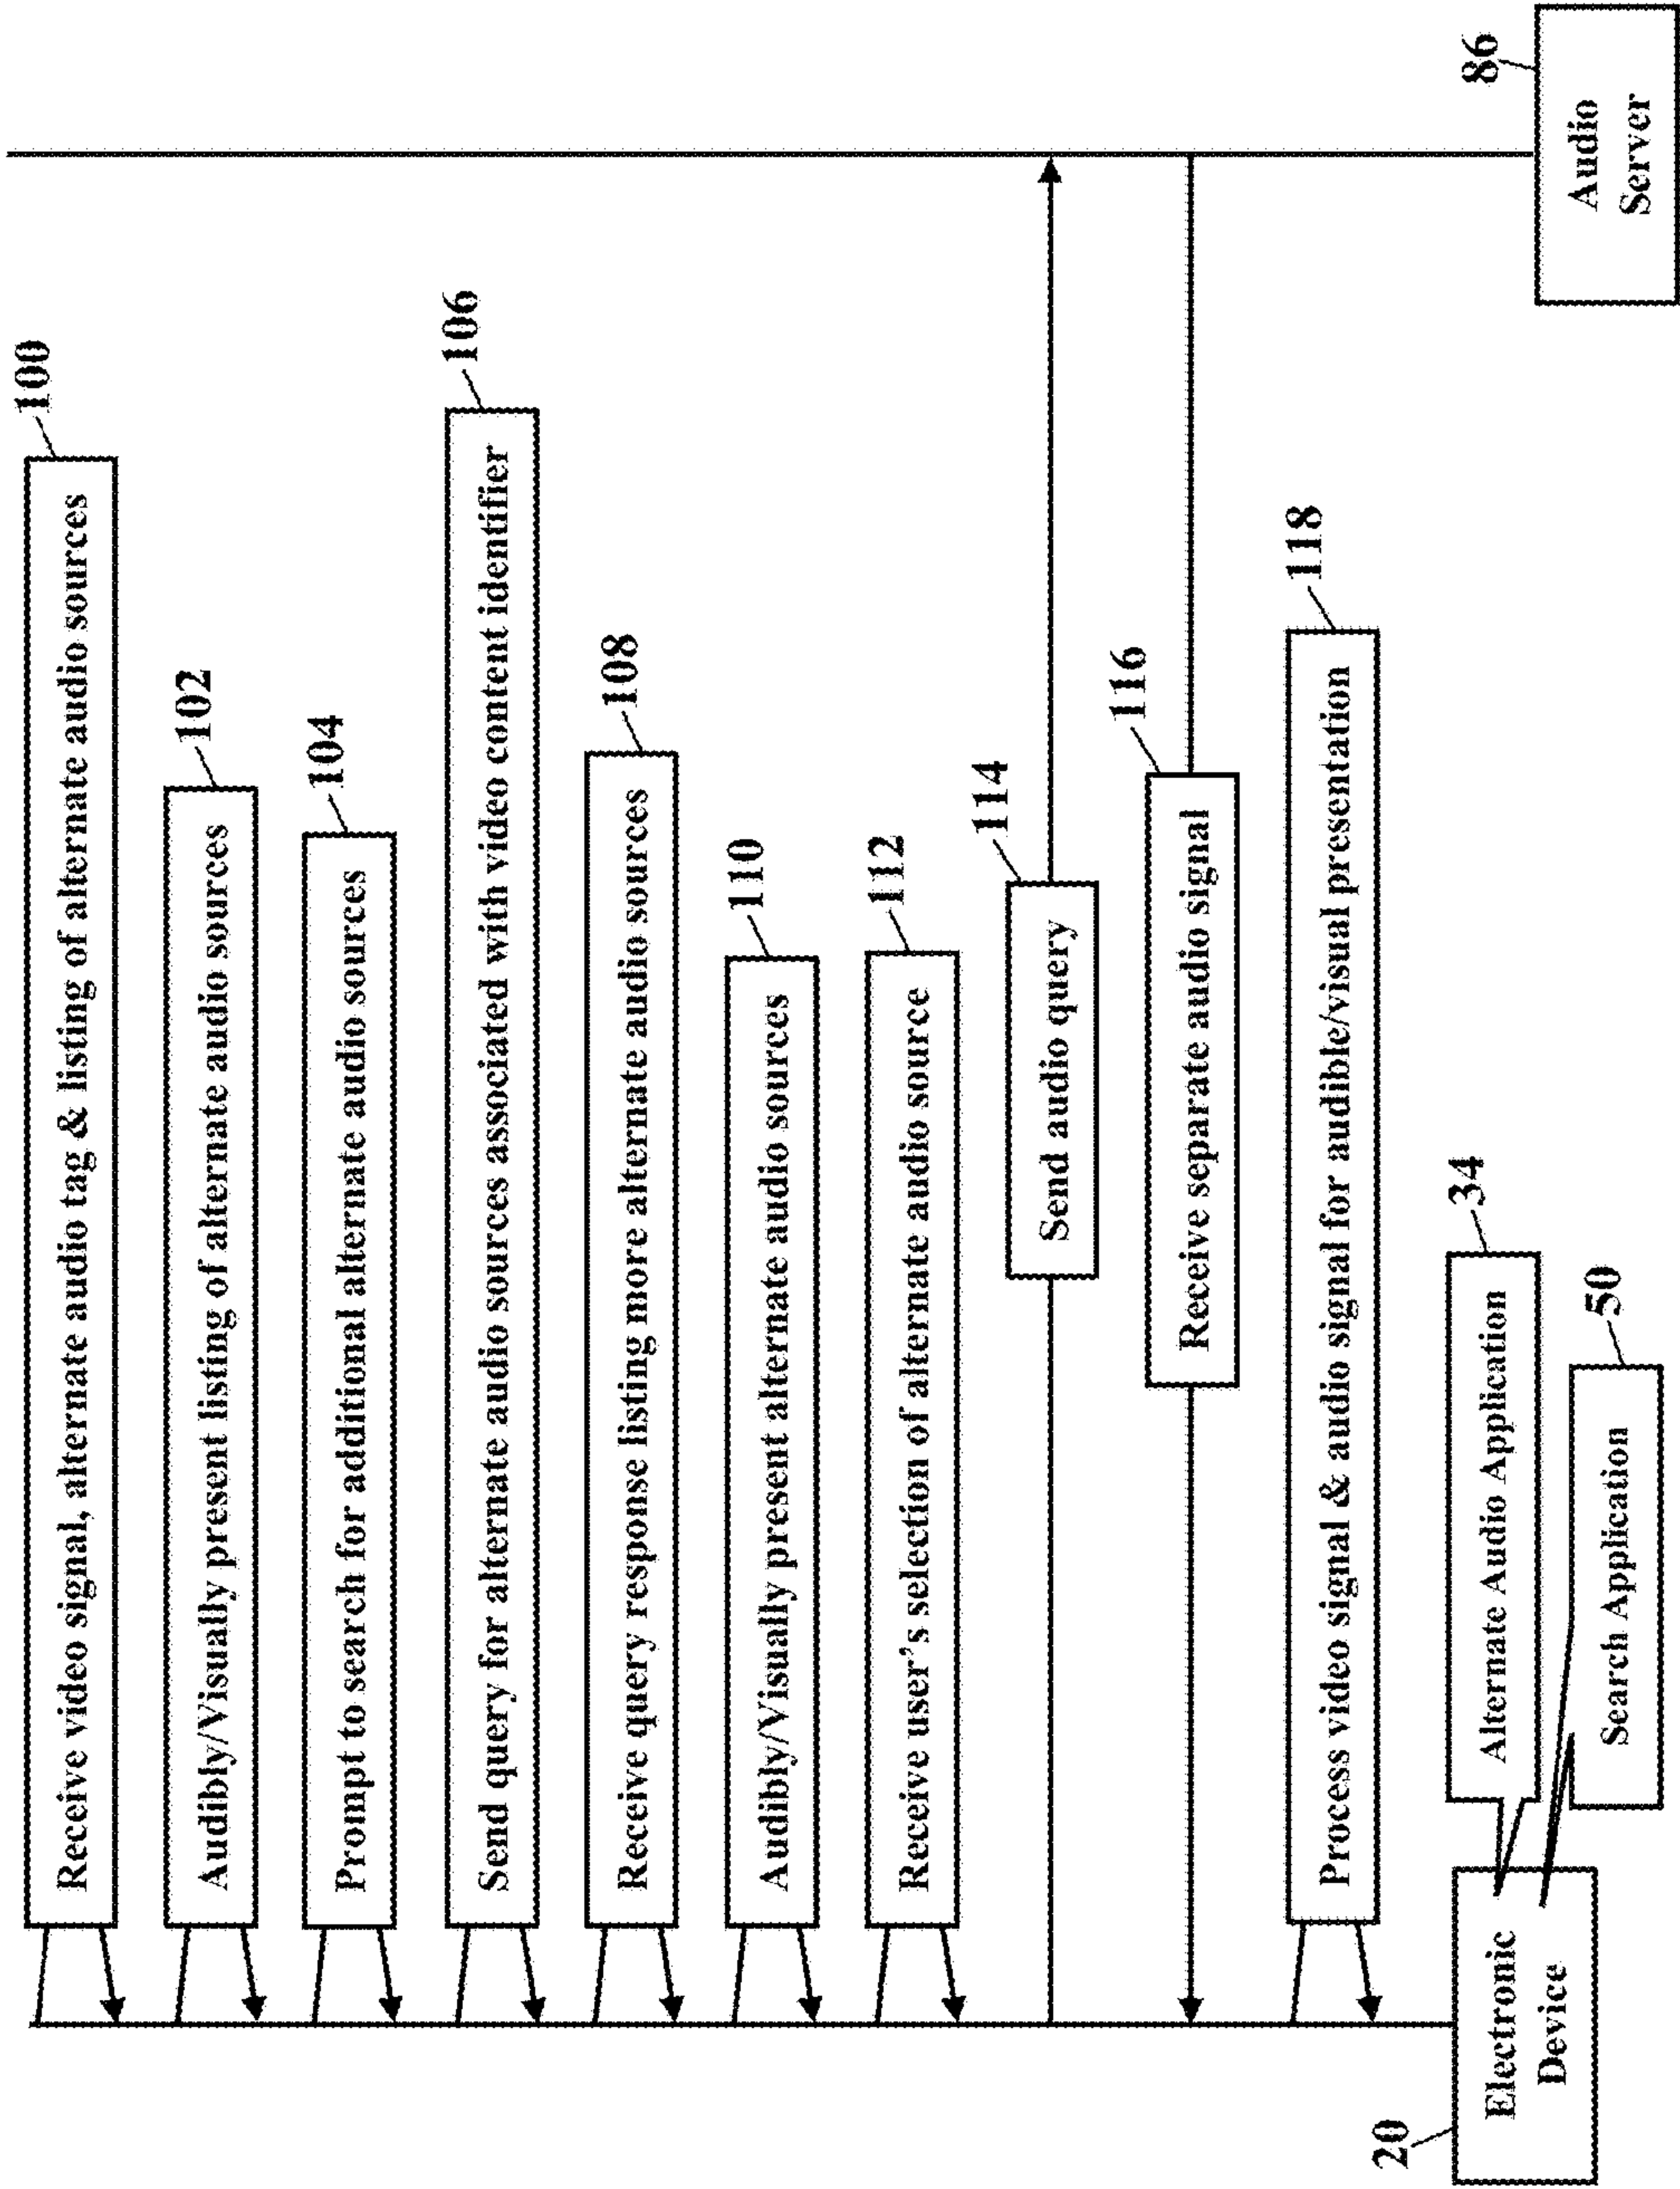 100
Receive video signal, alternate audio tag & listing of alternate audio sources
102
Audibly/Visually present listing of alternate audio sources
104
Prompt to search for additional alternate audio sources
106
Send query for alternate audio sources associated with video content identifier
108
Receive query response listing more alternate audio sources
110
Audibly/Visually present alternate audio sources
112
Receive user's selection of alternate audio source
114
Send audio query
116
Receive separate audio signal
118
Process video signal & audio signal for audible/visual presentation
34
Alternate Audio Application
50
Search Application
20
Electronic
Device
86
Audio
Server